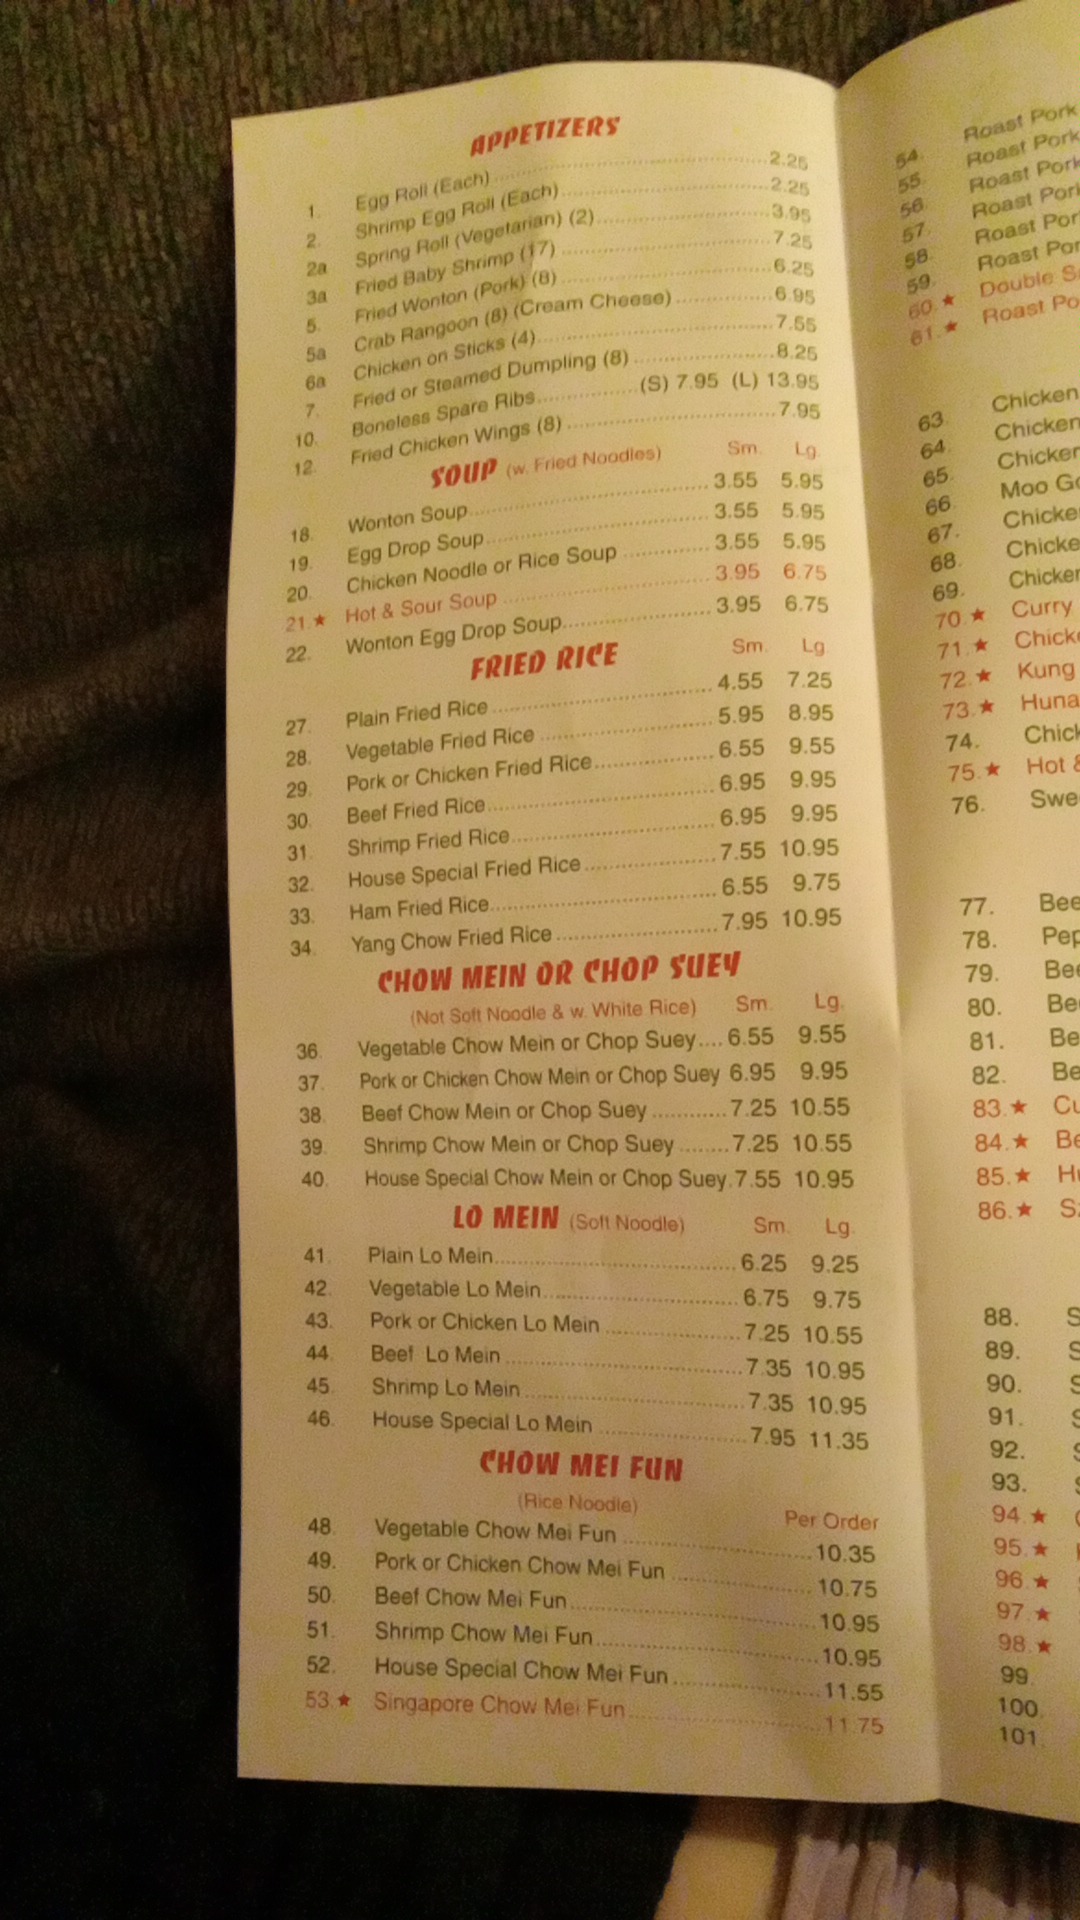 APPETIZERS
1. Egg Roll (Each) 2.25
2. Shrimp Egg Roll (Each) 2.25
2a Spring Roll (Vegetarian) (2) 3.95
3a Fried Baby Shrimp (17) 7.25
5. Fried Wonton (Pork) (8) 6.25
5a Crab Rangoon (8) (Cream Cheese) 6.95
6a Chicken on Sticks (4) 7.55
7. Fried or Steamed Dumpling (8) 8.25
10. Boneless Spare Ribs (S) 7.95 (L) 13.95
12. Fried Chicken Wings (8) 7.95
SOUP (w. Fried Noodles) Sm. Lg.
18. Wonton Soup 3.55 5.95
19. Egg Drop Soup 3.55 5.95
20. Chicken Noodle or Rice Soup 3.55 5.95
21.★ Hot & Sour Soup 3.95 6.75
22. Wonton Egg Drop Soup 3.95 6.75
FRIED RICE Sm. Lg.
27. Plain Fried Rice 4.55 7.25
28. Vegetable Fried Rice 5.95 8.95
29. Pork or Chicken Fried Rice 6.55 9.55
30. Beef Fried Rice 6.95 9.95
31. Shrimp Fried Rice 6.95 9.95
32. House Special Fried Rice 7.55 10.95
33. Ham Fried Rice 6.55 9.75
34. Yang Chow Fried Rice 7.95 10.95
CHOW MEIN OR CHOP SUEY
(Not Soft Noodle & w. White Rice) Sm. Lg.
36. Vegetable Chow Mein or Chop Suey 6.55 9.55
37. Pork or Chicken Chow Mein or Chop Suey 6.95 9.95
38. Beef Chow Mein or Chop Suey 7.25 10.55
39. Shrimp Chow Mein or Chop Suey 7.25 10.55
40. House Special Chow Mein or Chop Suey 7.55 10.95
LO MEIN (Soft Noodle) Sm. Lg.
41. Plain Lo Mein 6.25 9.25
42. Vegetable Lo Mein 6.75 9.75
43. Pork or Chicken Lo Mein 7.25 10.55
44. Beef Lo Mein 7.35 10.95
45. Shrimp Lo Mein 7.35 10.95
46. House Special Lo Mein 7.95 11.35
CHOW MEI FUN
(Rice Noodle) Per Order
48. Vegetable Chow Mei Fun 10.35
49. Pork or Chicken Chow Mei Fun 10.75
50. Beef Chow Mei Fun 10.95
51. Shrimp Chow Mei Fun 10.95
52. House Special Chow Mei Fun 11.55
53.★ Singapore Chow Mei Fun 11.75
54. Roast Pork
55. Roast Pork
56. Roast Pork
57. Roast Por
58. Roast Por
59. Roast Por
60.★ Double S
61.★ Roast Po
63. Chicken
64. Chicken
65. Chicken
66. Moo Go
67. Chicke
68. Chicke
69. Chicker
70.★ Curry
71.★ Chick
72.★ Kung
73.★ Huna
74. Chick
75.★ Hot &
76. Swe
77. Bee
78. Pep
79. Bee
80. Be
81. Be
82. Be
83.★ Cu
84.★ Be
85.★ Hu
86.★ S
88. S
89. S
90. S
91. S
92. S
93. S
94.★
95.★
96.★
97.★
98.★
99.
100.
101.